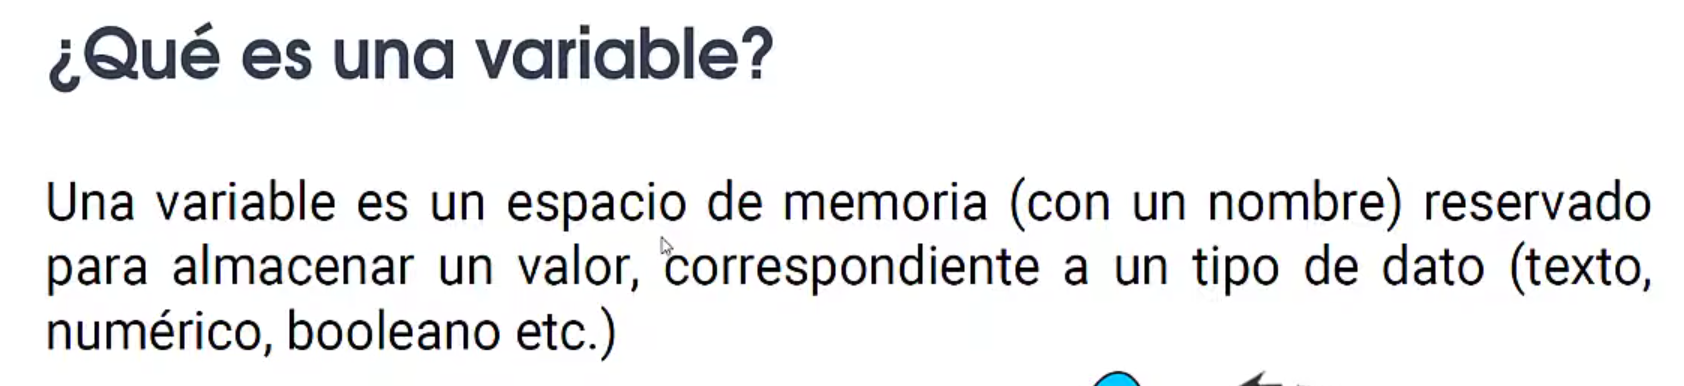 ¿Qué es una variable?
Una variable es un espacio de memoria (con un nombre) reservado
para almacenar un valor, correspondiente a un tipo de dato (texto,
numérico, booleano etc.)